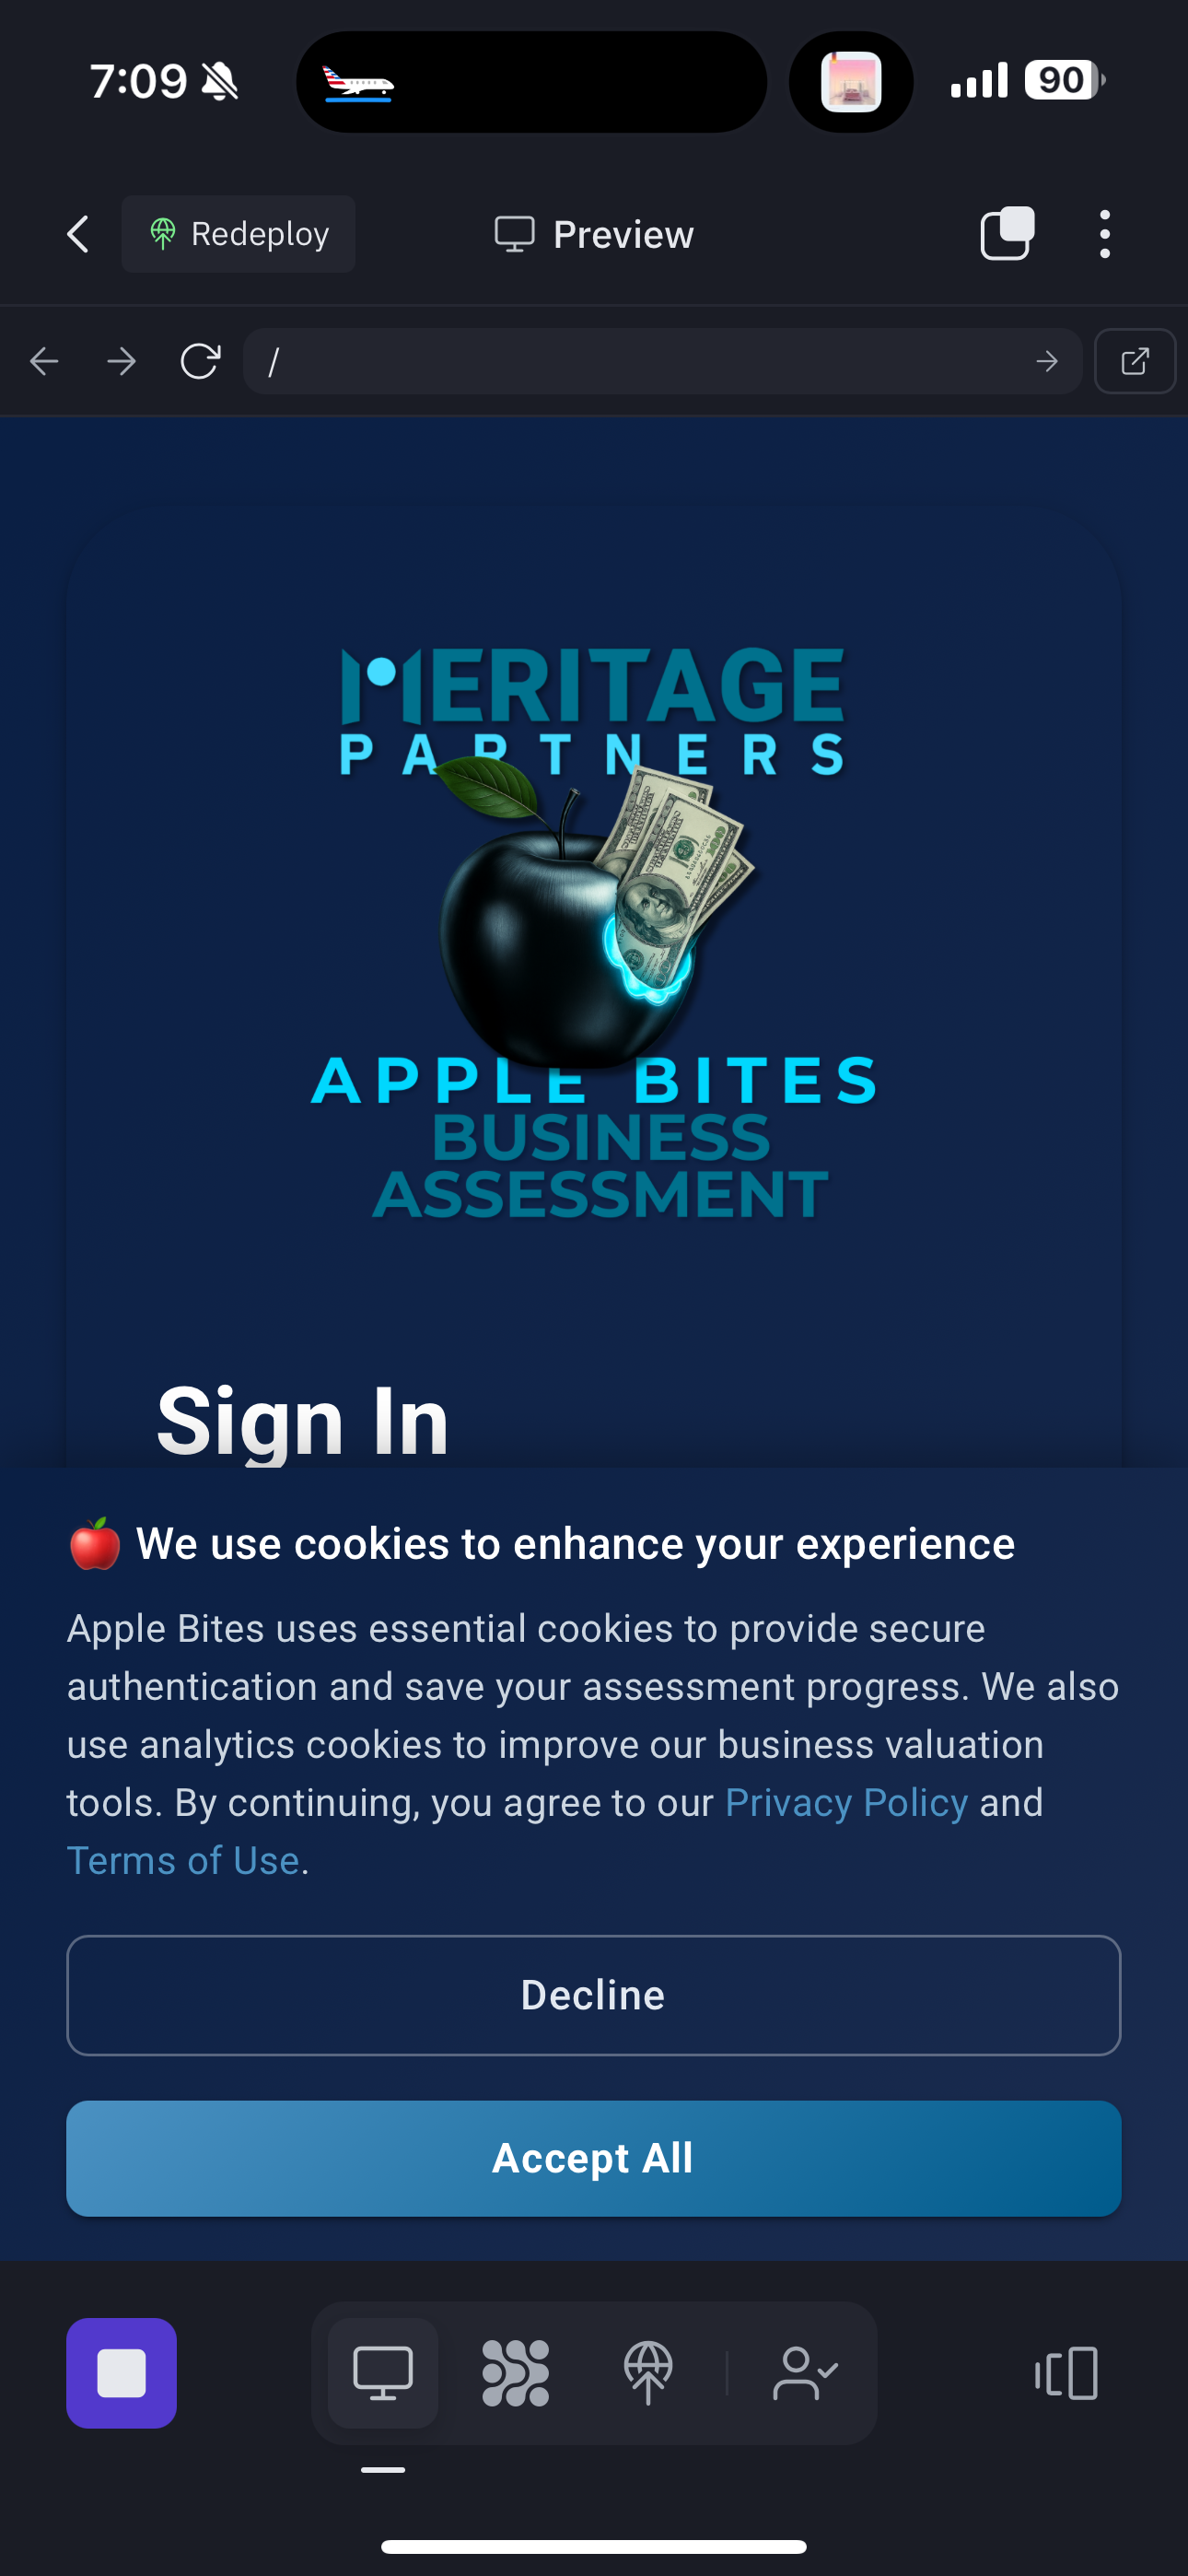 7:09
90
Redeploy
Preview
/
MERITAGE
PARTNERS
APPLE BITES
BUSINESS
ASSESSMENT
Sign In
🍎 We use cookies to enhance your experience
Apple Bites uses essential cookies to provide secure
authentication and save your assessment progress. We also
use analytics cookies to improve our business valuation
tools. By continuing, you agree to our Privacy Policy and
Terms of Use.
Decline
Accept All